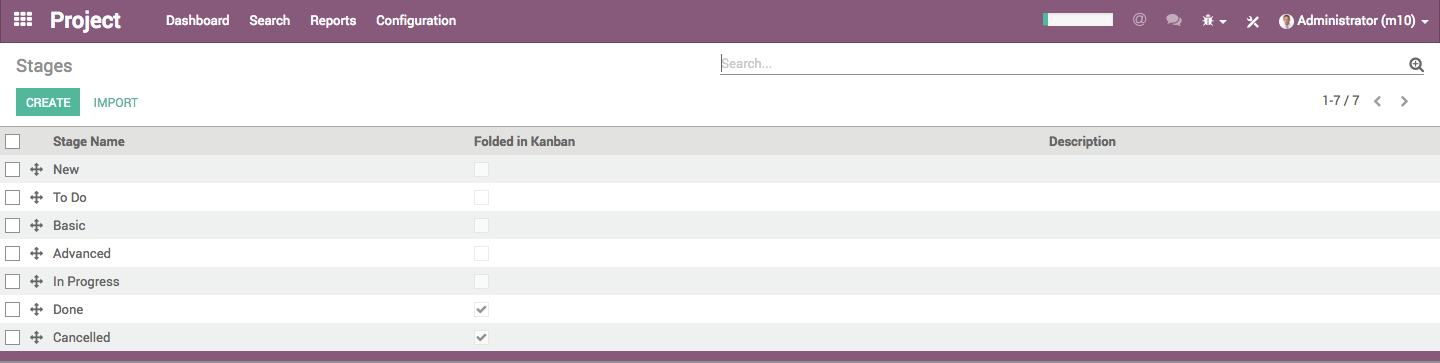 Project Dashboard Search Reports Configuration @ Administrator (m10)
Stages Search...
CREATE IMPORT 1-7 / 7
Stage Name Folded in Kanban Description
New
To Do
Basic
Advanced
In Progress
Done
Cancelled